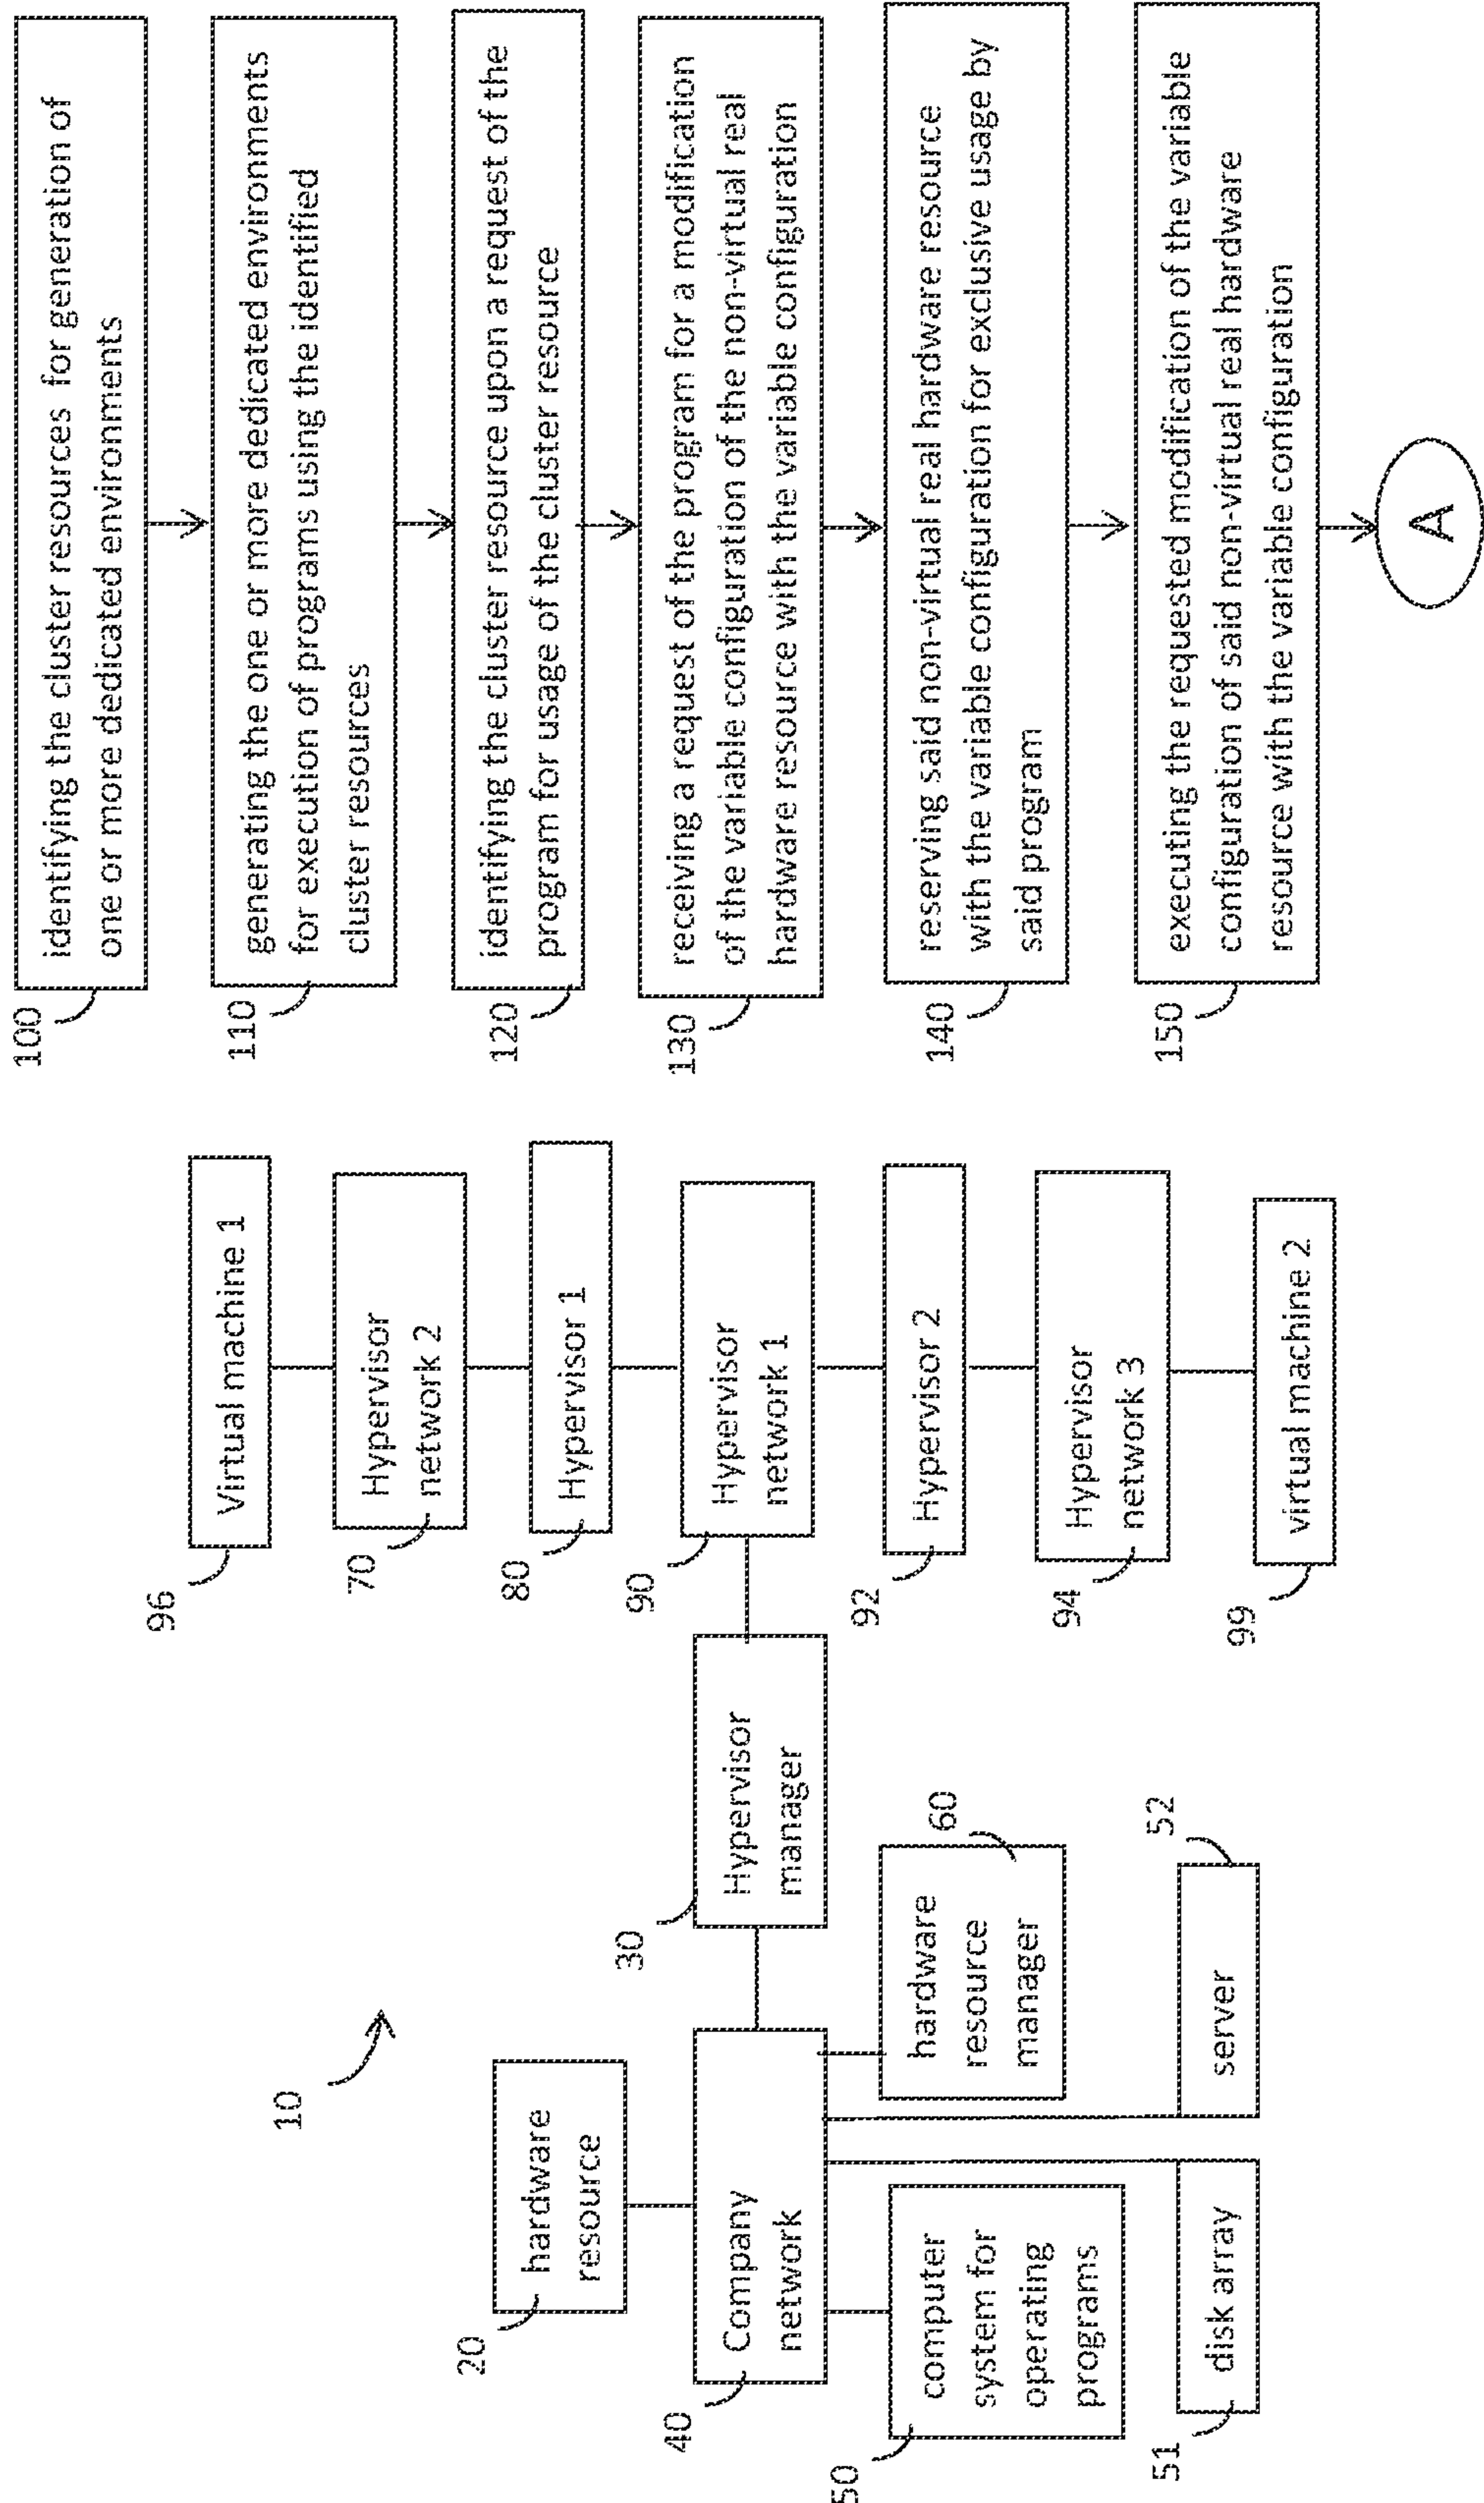 10
20
hardware
resource
40
Company
network
30
Hypervisor
manager
50
computer
system for
operating
programs
60
hardware
resource
manager
51
disk array
52
server
96
Virtual machine 1
70
Hypervisor
network 2
80
Hypervisor 1
90
Hypervisor
network 1
92
Hypervisor 2
94
Hypervisor
network 3
99
virtual machine 2
100
identifying the cluster resources for generation of
one or more dedicated environments
110
generating the one or more dedicated environments
for execution of programs using the identified
cluster resources
120
identifying the cluster resource upon a request of the
program for usage of the cluster resource
130
receiving a request of the program for a modification
of the variable configuration of the non-virtual real
hardware resource with the variable configuration
140
reserving said non-virtual real hardware resource
with the variable configuration for exclusive usage by
said program
150
executing the requested modification of the variable
configuration of said non-virtual real hardware
resource with the variable configuration
A